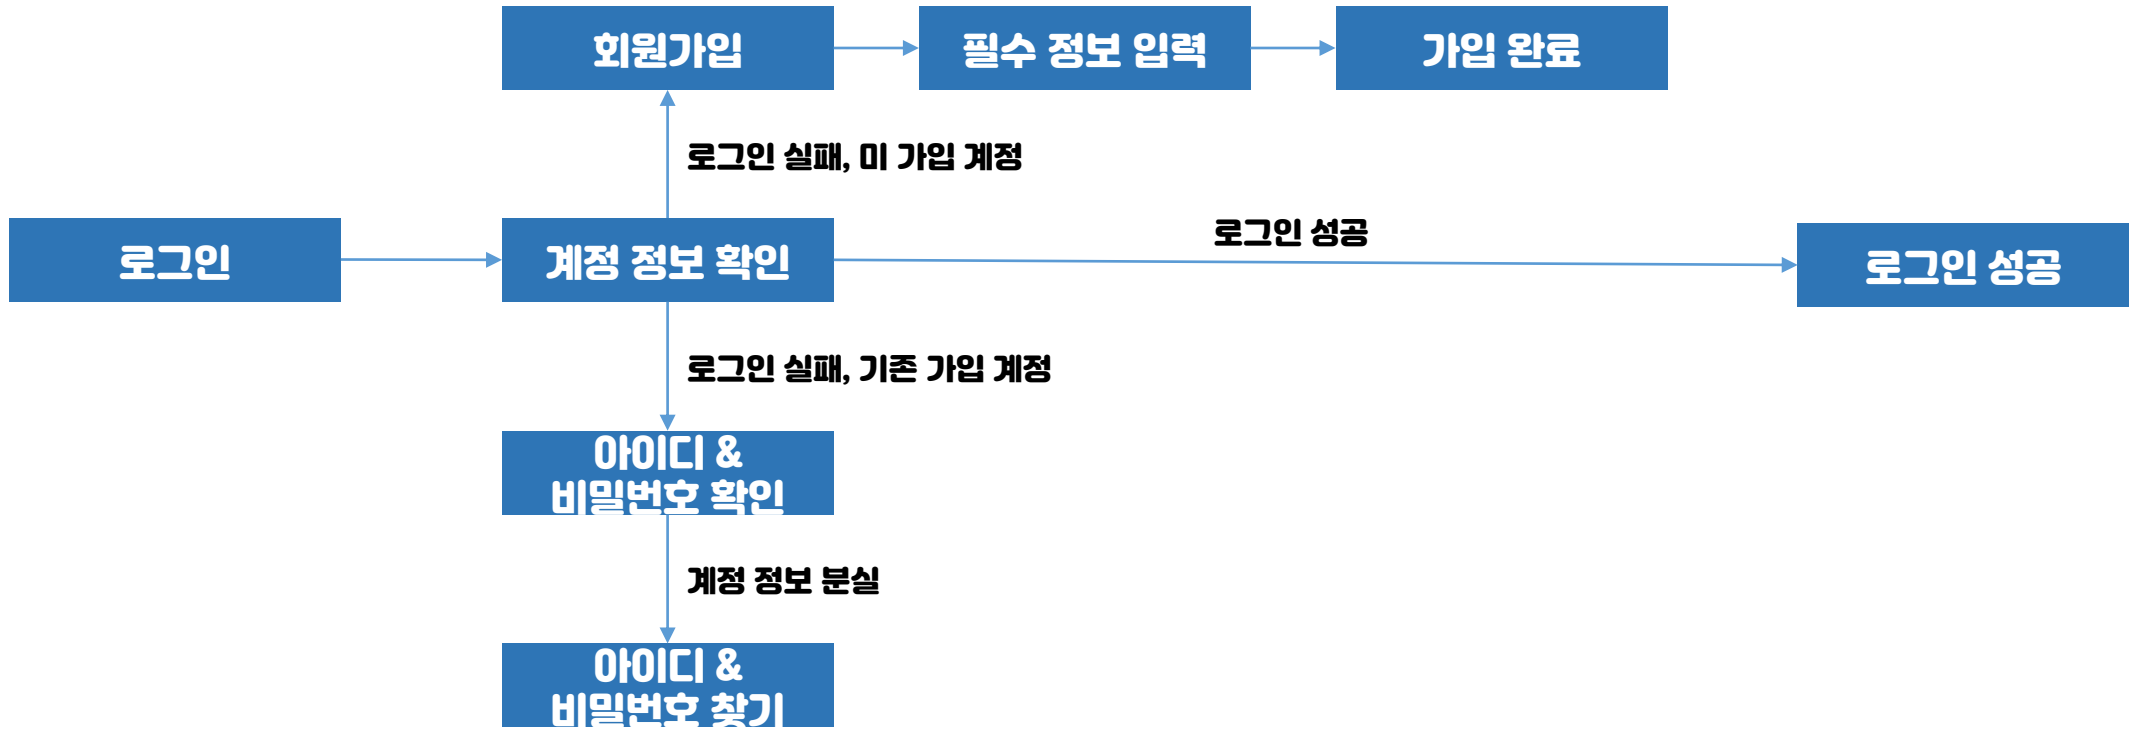 회원가입
필수 정보 입력
가입 완료
로그인 실패, 미 가입 계정
로그인
계정 정보 확인
로그인 성공
로그인 성공
로그인 실패, 기존 가입 계정
아이디 &
비밀번호 확인
계정 정보 분실
아이디 &
비밀번호 찾기